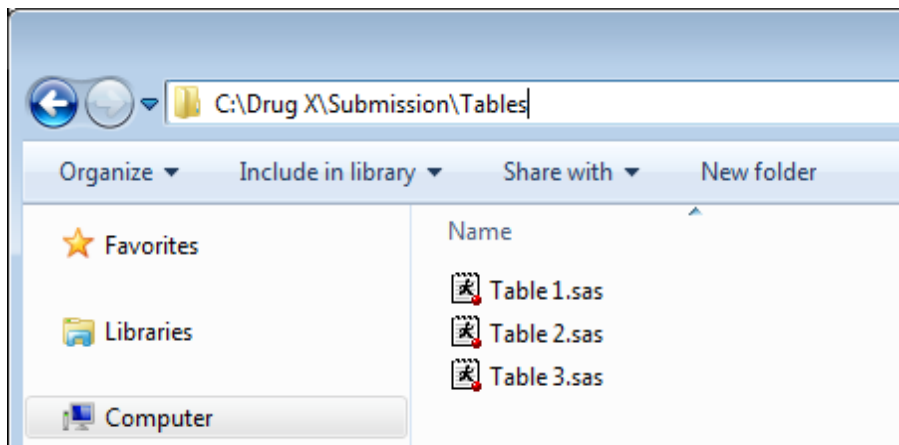 C:\Drug X\Submission\Tables
Organize Include in library Share with New folder
Favorites
Libraries
Computer
Name
Table 1.sas
Table 2.sas
Table 3.sas